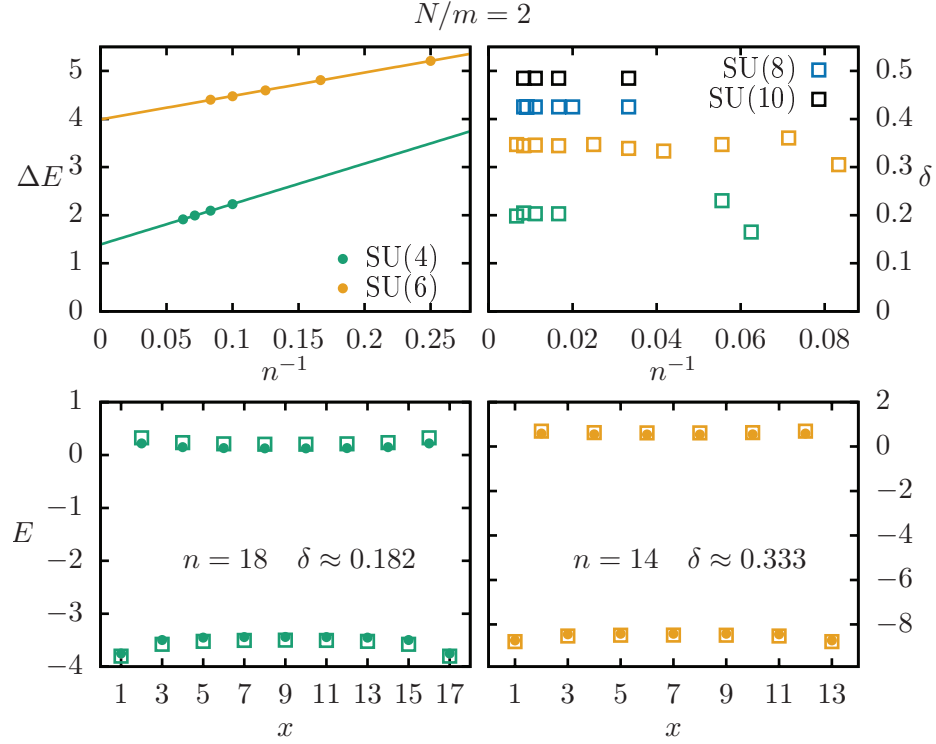 N/m = 2
5
4
3
2
1
0
ΔE
0 0.05 0.1 0.15 0.2 0.25
n⁻¹
SU(4)
SU(6)
SU(8)
SU(10)
0.5
0.4
0.3
0.2
0.1
0
δ
0 0.02 0.04 0.06 0.08
n⁻¹
1
0
−1
−2
−3
−4
E
n = 18 δ ≈ 0.182
1 3 5 7 9 11 13 15 17
x
2
0
−2
−4
−6
−8
n = 14 δ ≈ 0.333
1 3 5 7 9 11 13
x